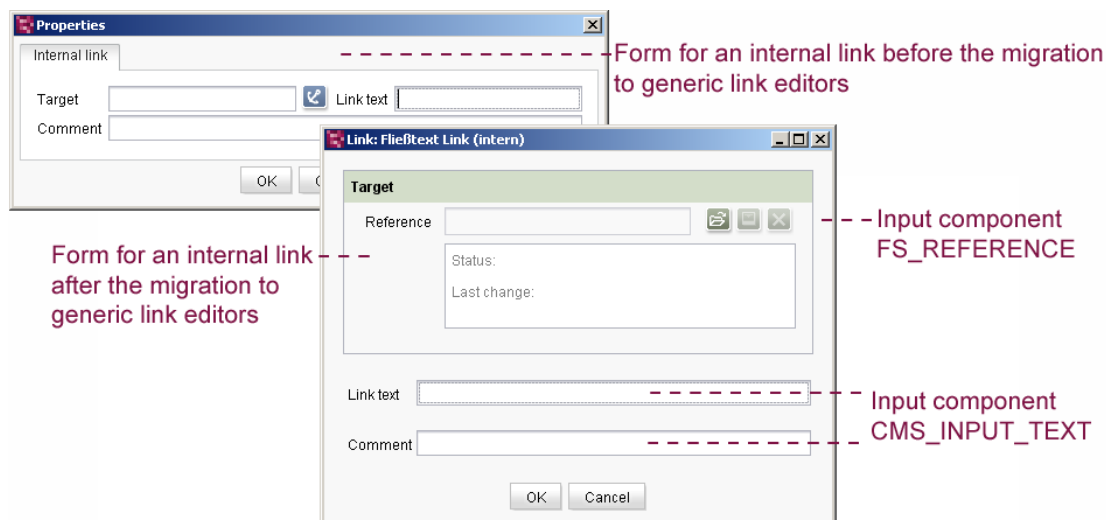 Properties
Internal link
Form for an internal link before the migration
to generic link editors
Target
Link text
Comment
OK
Link: Fließtext Link (intern)
Target
Reference
Status:
Last change:
Input component
FS_REFERENCE
Form for an internal link
after the migration to
generic link editors
Link text
Input component
CMS_INPUT_TEXT
Comment
OK Cancel